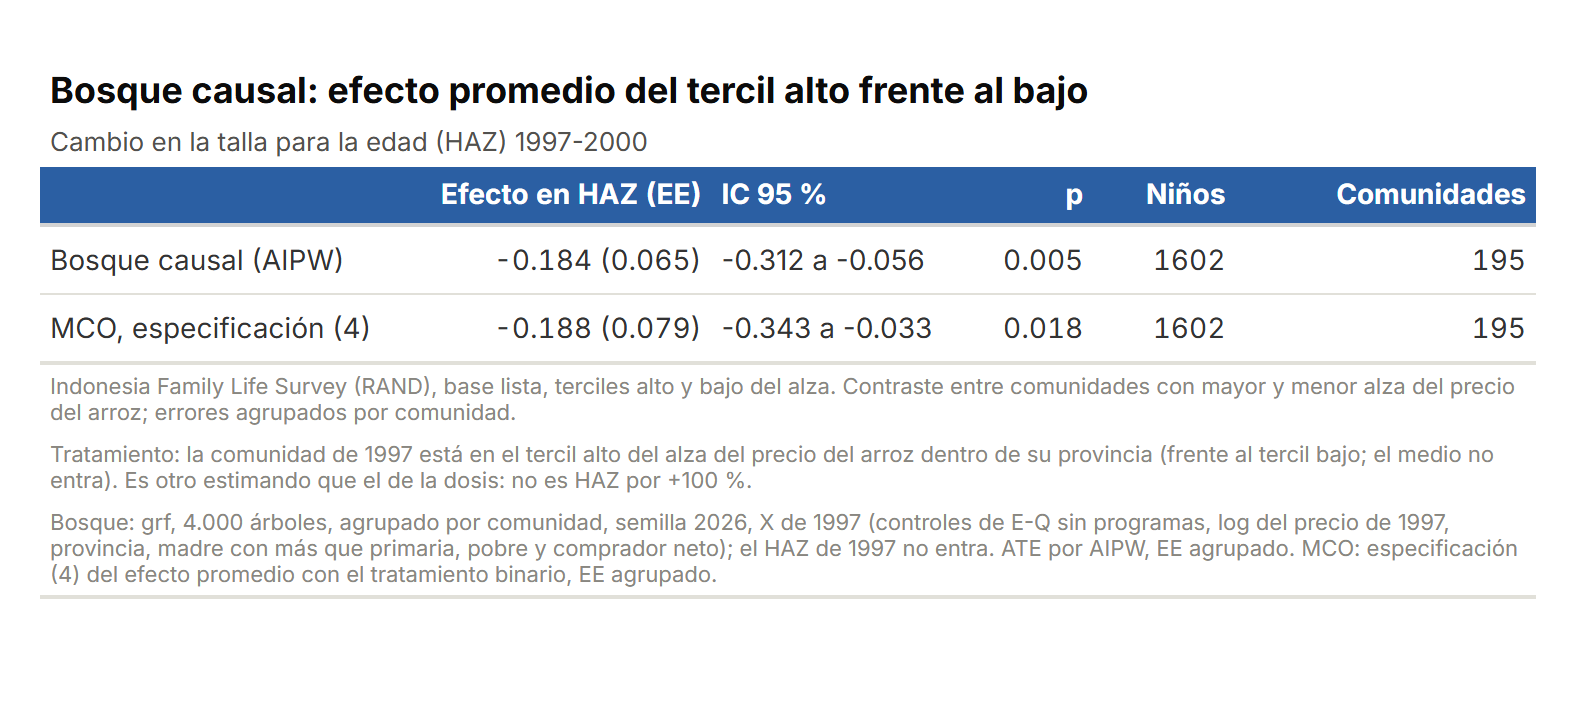 Bosque causal: efecto promedio del tercil alto frente al bajo
Cambio en la talla para la edad (HAZ) 1997-2000
Efecto en HAZ (EE) IC 95 % p Niños Comunidades
Bosque causal (AIPW) -0.184 (0.065) -0.312 a -0.056 0.005 1602 195
MCO, especificación (4) -0.188 (0.079) -0.343 a -0.033 0.018 1602 195
Indonesia Family Life Survey (RAND), base lista, terciles alto y bajo del alza. Contraste entre comunidades con mayor y menor alza del precio
del arroz; errores agrupados por comunidad.
Tratamiento: la comunidad de 1997 está en el tercil alto del alza del precio del arroz dentro de su provincia (frente al tercil bajo; el medio no
entra). Es otro estimando que el de la dosis: no es HAZ por +100 %.
Bosque: grf, 4.000 árboles, agrupado por comunidad, semilla 2026, X de 1997 (controles de E-Q sin programas, log del precio de 1997,
provincia, madre con más que primaria, pobre y comprador neto); el HAZ de 1997 no entra. ATE por AIPW, EE agrupado. MCO: especificación
(4) del efecto promedio con el tratamiento binario, EE agrupado.